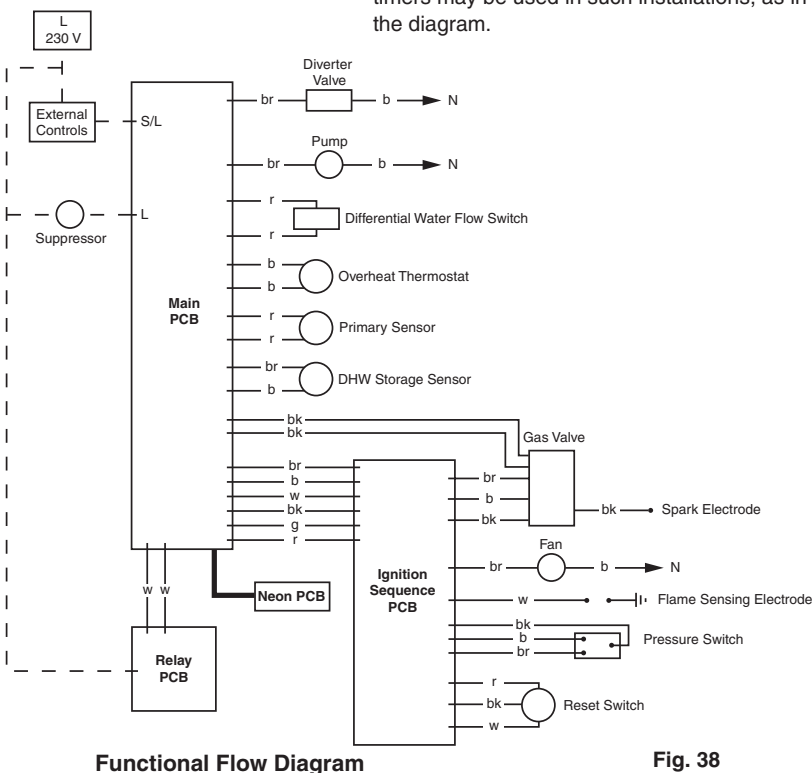 timers may be used in such installations, as in
the diagram.
L
230 V
External
Controls
S/L
L
Suppressor
Main
PCB
Diverter
Valve
br
b
N
Pump
br
b
N
r
r
Differential Water Flow Switch
b
b
Overheat Thermostat
r
r
Primary Sensor
br
b
DHW Storage Sensor
bk
bk
Gas Valve
br
b
w
bk
g
r
br
b
bk
bk
Spark Electrode
Ignition
Sequence
PCB
Fan
br
b
N
w
Flame Sensing Electrode
bk
b
br
Pressure Switch
r
bk
w
Reset Switch
w w
Neon PCB
Relay
PCB
Functional Flow Diagram
Fig. 38